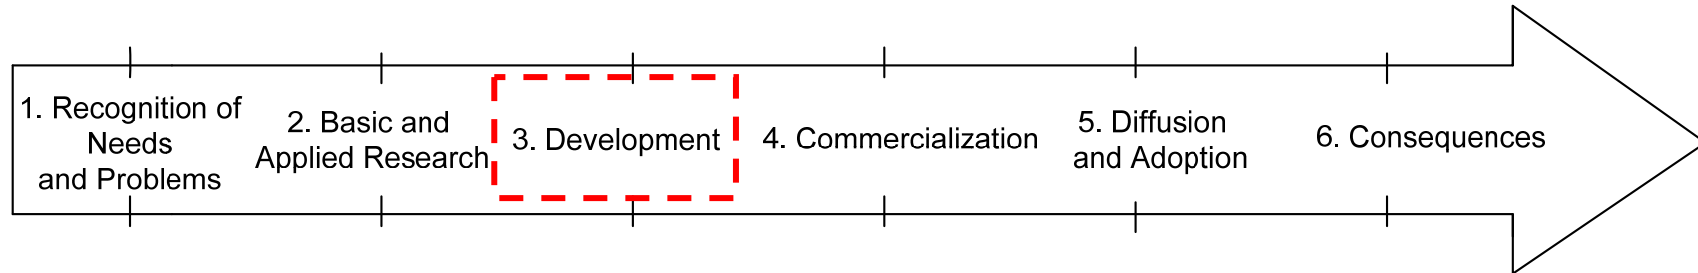 1. Recognition of
Needs
and Problems
2. Basic and
Applied Research
3. Development
4. Commercialization
5. Diffusion
and Adoption
6. Consequences